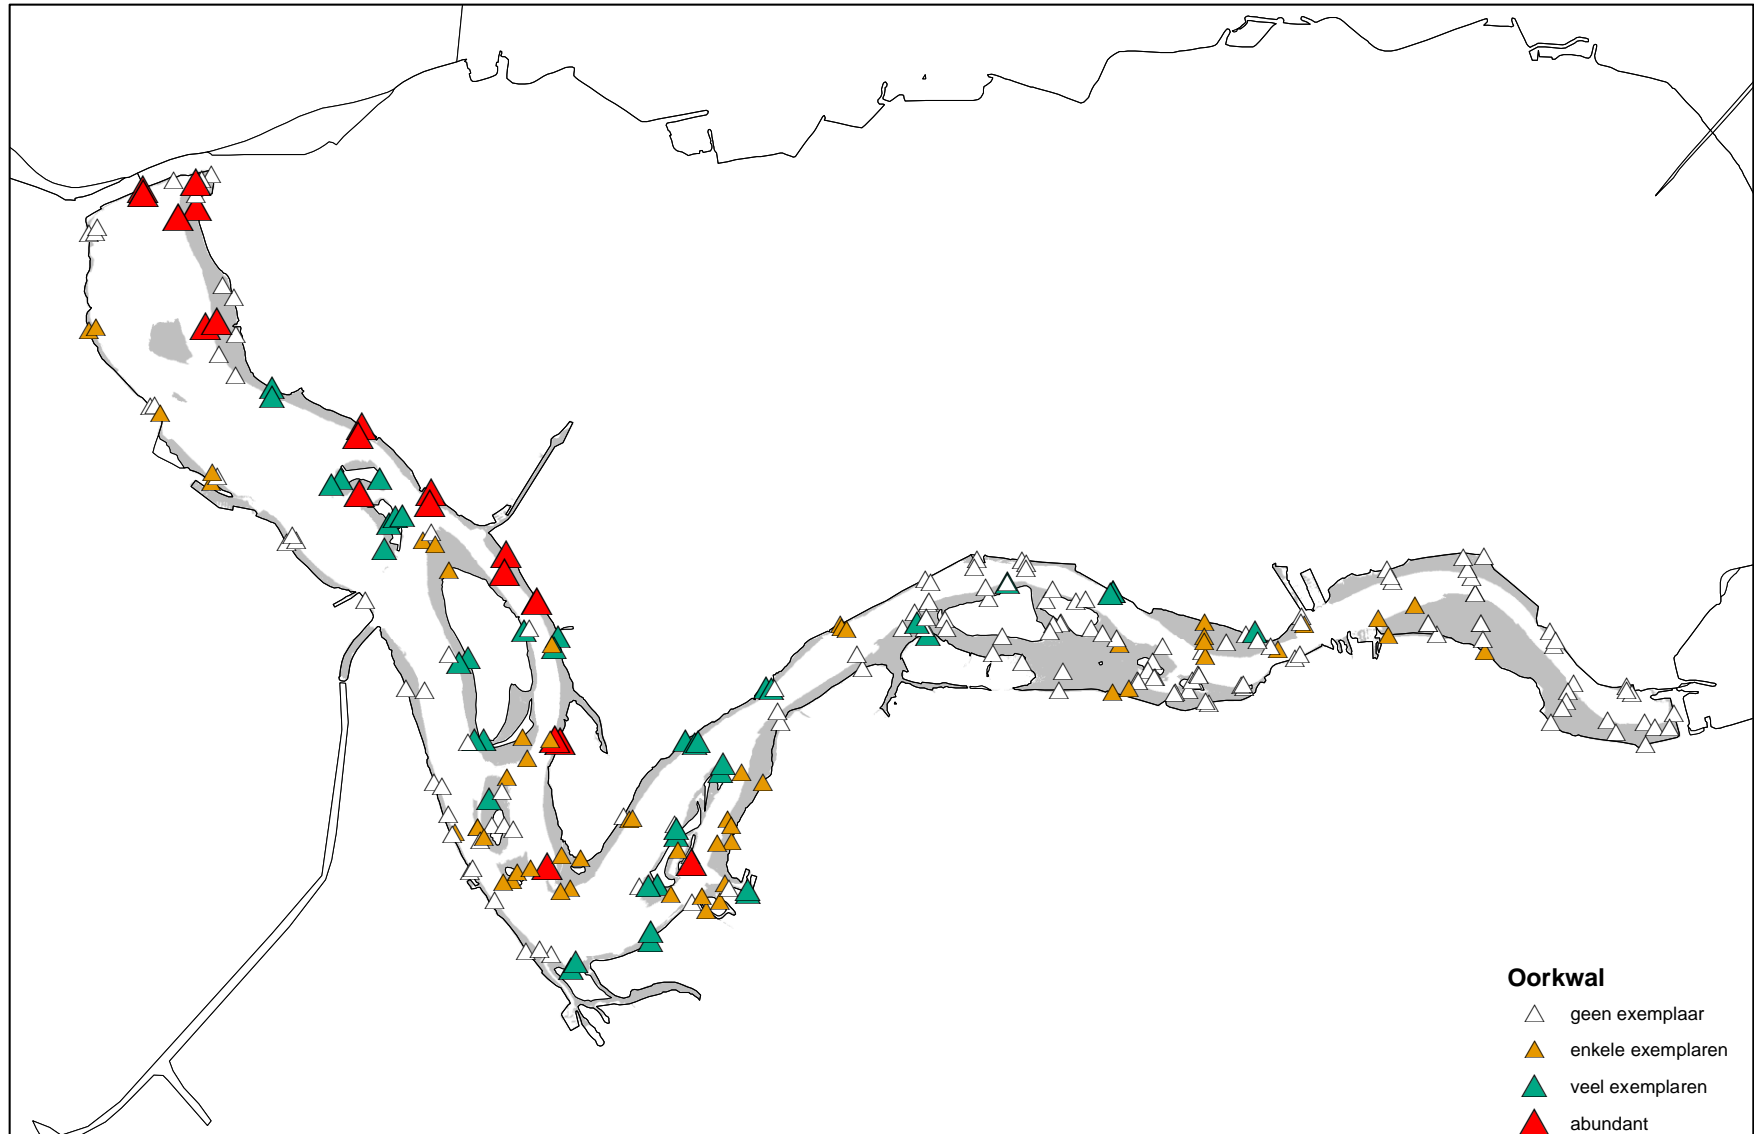 Oorkwal
geen exemplaar
enkele exemplaren
veel exemplaren
abundant